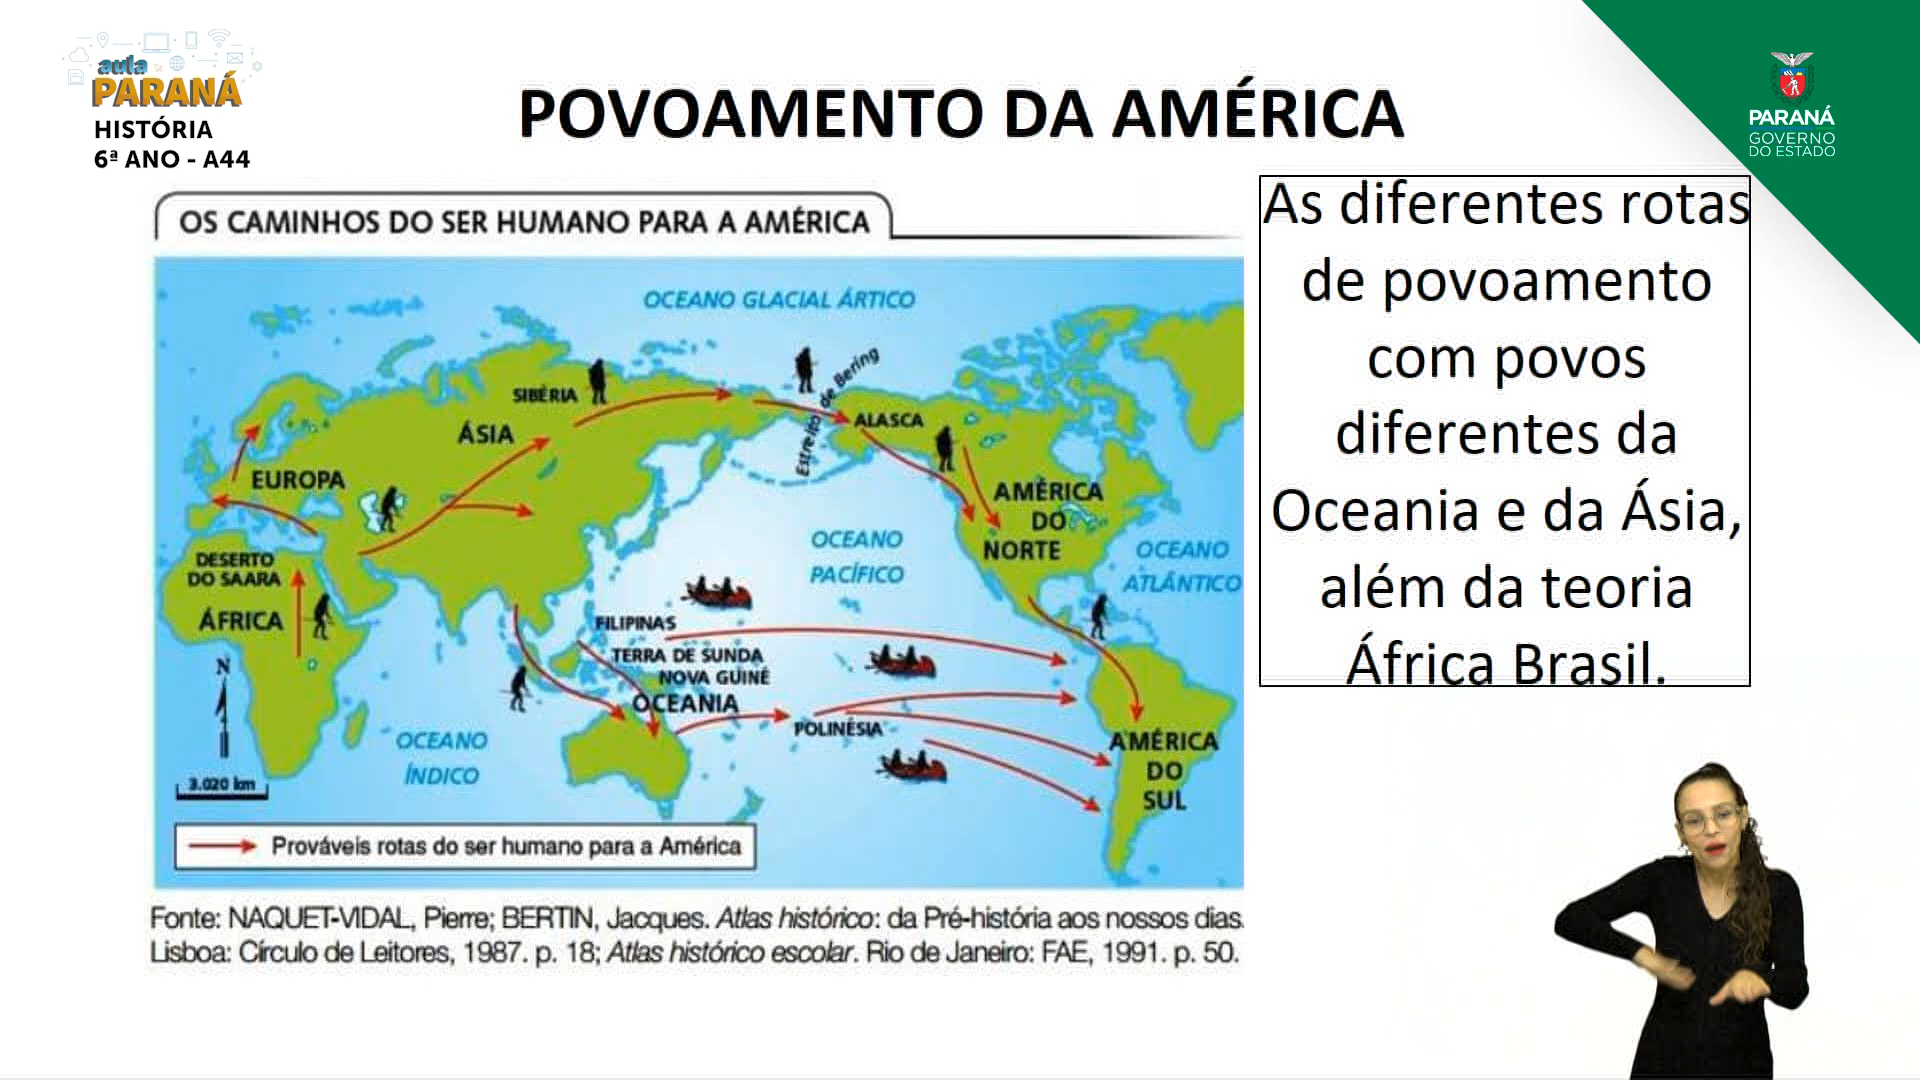 aula
PARANÁ
HISTÓRIA
6ª ANO - A44
POVOAMENTO DA AMÉRICA
PARANÁ
GOVERNO
DO ESTADO
OS CAMINHOS DO SER HUMANO PARA A AMÉRICA
OCEANO GLACIAL ÁRTICO
SIBÉRIA
Estreito de Bering
ALASCA
ÁSIA
EUROPA
AMÉRICA
DO
NORTE
OCEANO
PACÍFICO
OCEANO
ATLÂNTICO
DESERTO
DO SAARA
ÁFRICA
FILIPINAS
TERRA DE SUNDA
NOVA GUINÉ
OCEANIA
POLINÉSIA
N
OCEANO
ÍNDICO
AMÉRICA
DO
SUL
3.020 km
Prováveis rotas do ser humano para a América
Fonte: NAQUET-VIDAL, Pierre; BERTIN, Jacques. Atlas histórico: da Pré-história aos nossos dias.
Lisboa: Círculo de Leitores, 1987. p. 18; Atlas histórico escolar. Rio de Janeiro: FAE, 1991. p. 50.
As diferentes rotas
de povoamento
com povos
diferentes da
Oceania e da Ásia,
além da teoria
África Brasil.